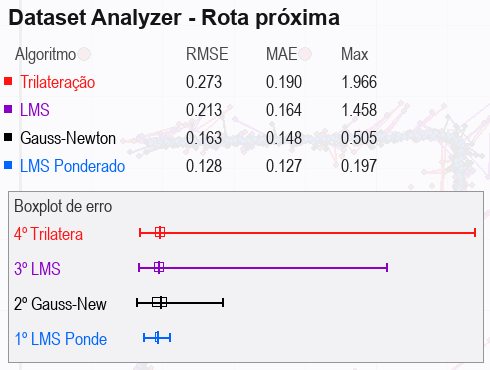 Dataset Analyzer - Rota próxima
Algoritmo RMSE MAE Max
Trilateração 0.273 0.190 1.966
LMS 0.213 0.164 1.458
Gauss-Newton 0.163 0.148 0.505
LMS Ponderado 0.128 0.127 0.197
Boxplot de erro
4º Trilatera
3º LMS
2º Gauss-New
1º LMS Ponde